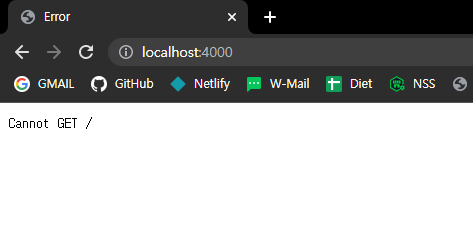 Error
localhost:4000
GMAIL GitHub Netlify W-Mail Diet NSS
Cannot GET /